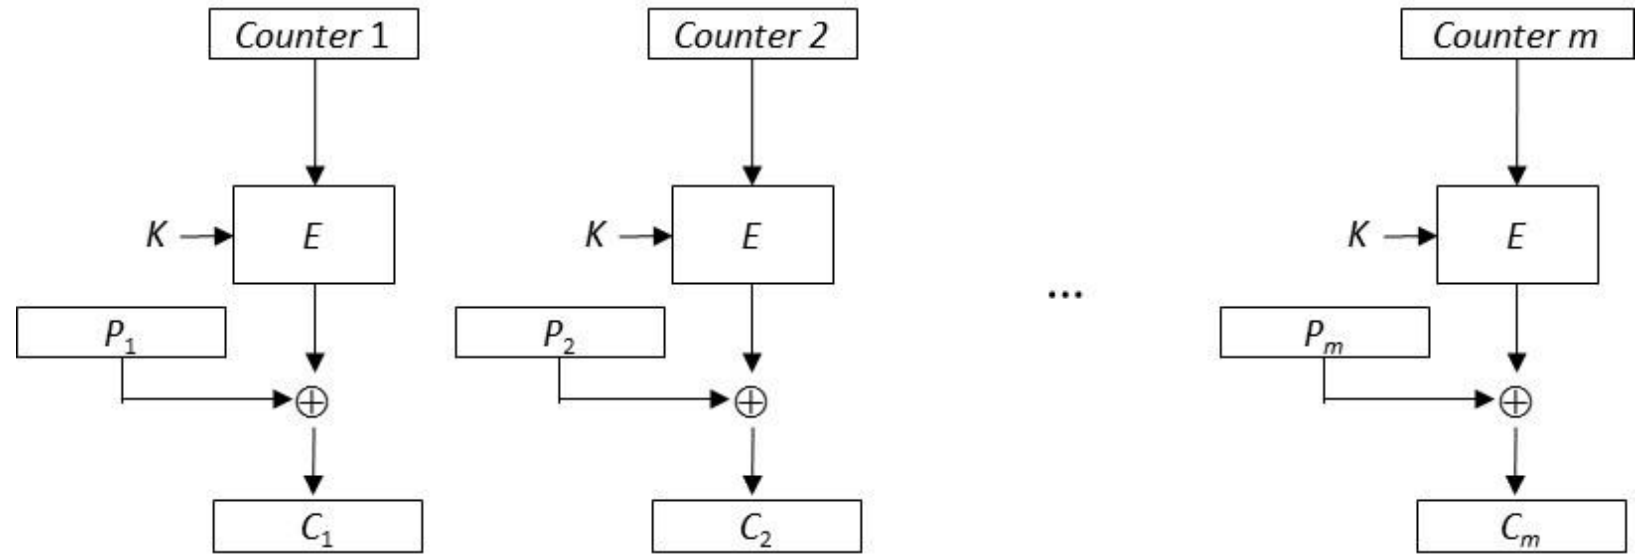 Counter 1
Counter 2
Counter m
K
E
K
E
K
E
...
P1
P2
Pm
C1
C2
Cm